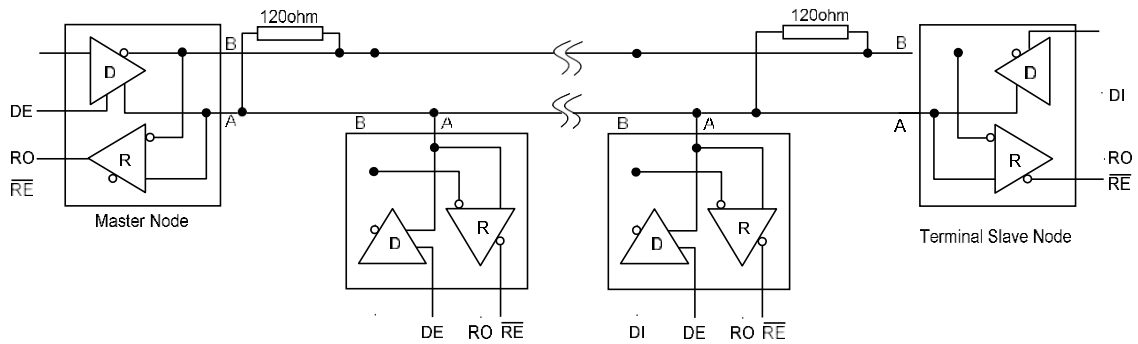 120ohm
120ohm
B
B
D
D
DE
DI
A
B
A
B
A
A
RO
R
R
RO
RE
RE
Master Node
Terminal Slave Node
D
R
D
R
DE
RO
RE
DI
DE
RO
RE